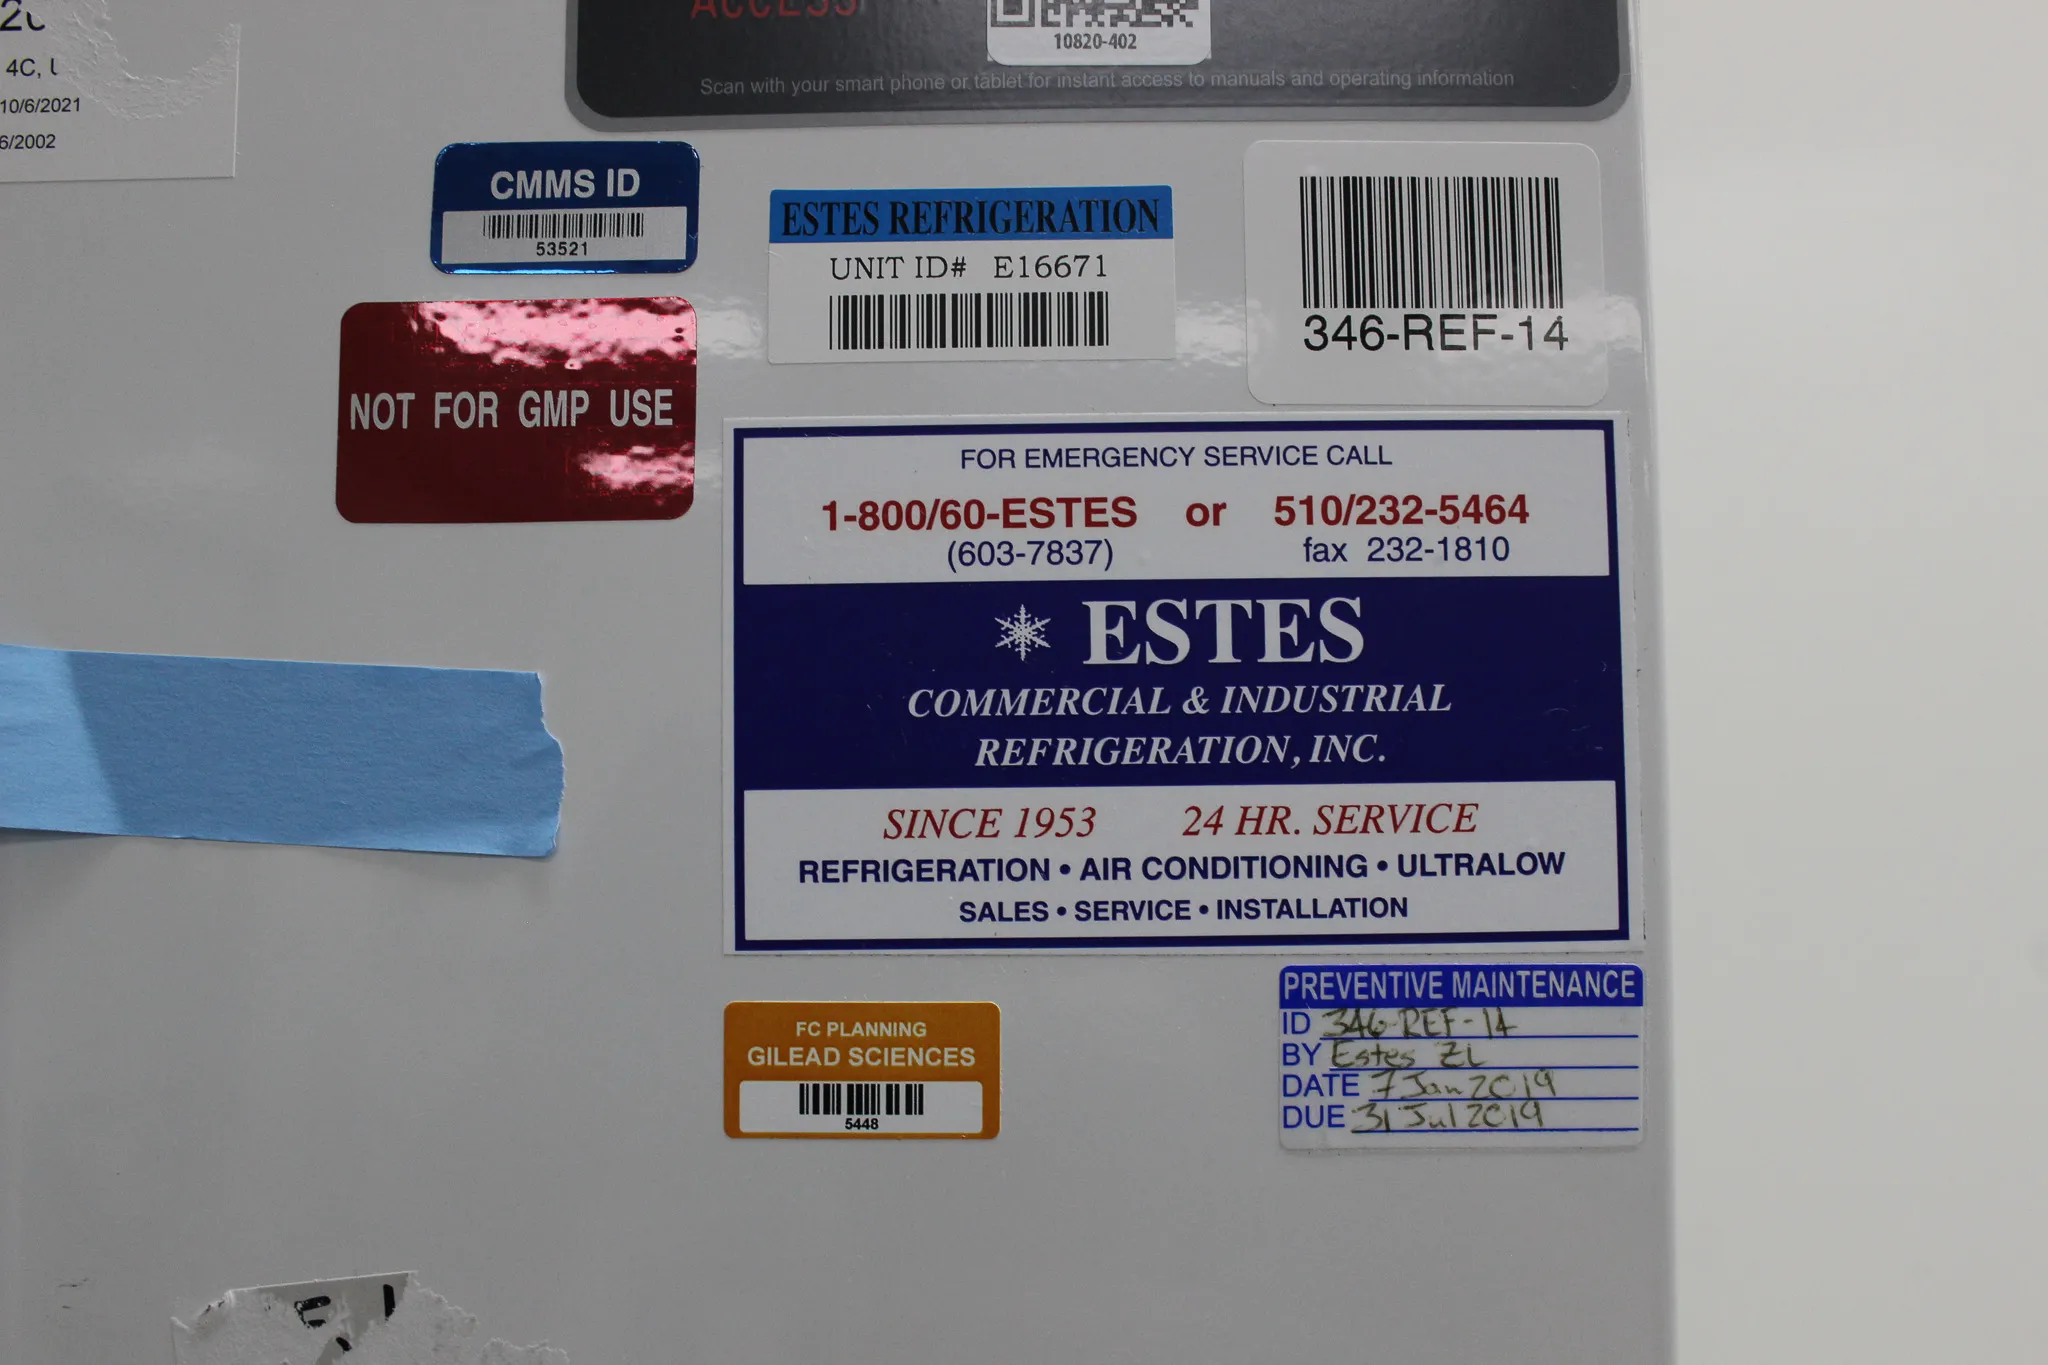 4C,
10/6/2021
6/2002
ACCESS
10820-402
Scan with your smart phone or tablet for instant access to manuals and operating information
CMMS ID
53521
NOT FOR GMP USE
ESTES REFRIGERATION
UNIT ID# E16671
346-REF-14
FOR EMERGENCY SERVICE CALL
1-800/60-ESTES or 510/232-5464
(603-7837) fax 232-1810
ESTES
COMMERCIAL & INDUSTRIAL
REFRIGERATION, INC.
SINCE 1953 24 HR. SERVICE
REFRIGERATION • AIR CONDITIONING • ULTRALOW
SALES • SERVICE • INSTALLATION
FC PLANNING
GILEAD SCIENCES
5448
PREVENTIVE MAINTENANCE
ID 346-REF-14
BY Estes ZL
DATE 7 Jan 2019
DUE 31 Jul 2019